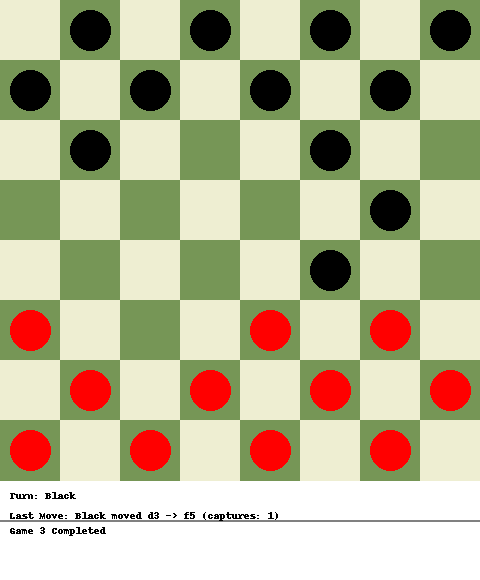 Turn: Black
Last Move: Black moved d3 -> f5 (captures: 1)
Game 3 Completed